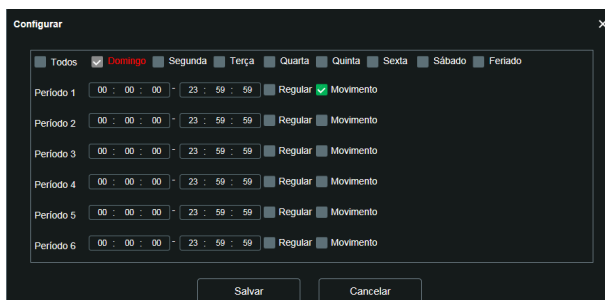 Configurar
Todos Domingo Segunda Terça Quarta Quinta Sexta Sábado Feriado
Período 1 00 : 00 : 00 - 23 : 59 : 59 Regular Movimento
Período 2 00 : 00 : 00 - 23 : 59 : 59 Regular Movimento
Período 3 00 : 00 : 00 - 23 : 59 : 59 Regular Movimento
Período 4 00 : 00 : 00 - 23 : 59 : 59 Regular Movimento
Período 5 00 : 00 : 00 - 23 : 59 : 59 Regular Movimento
Período 6 00 : 00 : 00 - 23 : 59 : 59 Regular Movimento
Salvar Cancelar